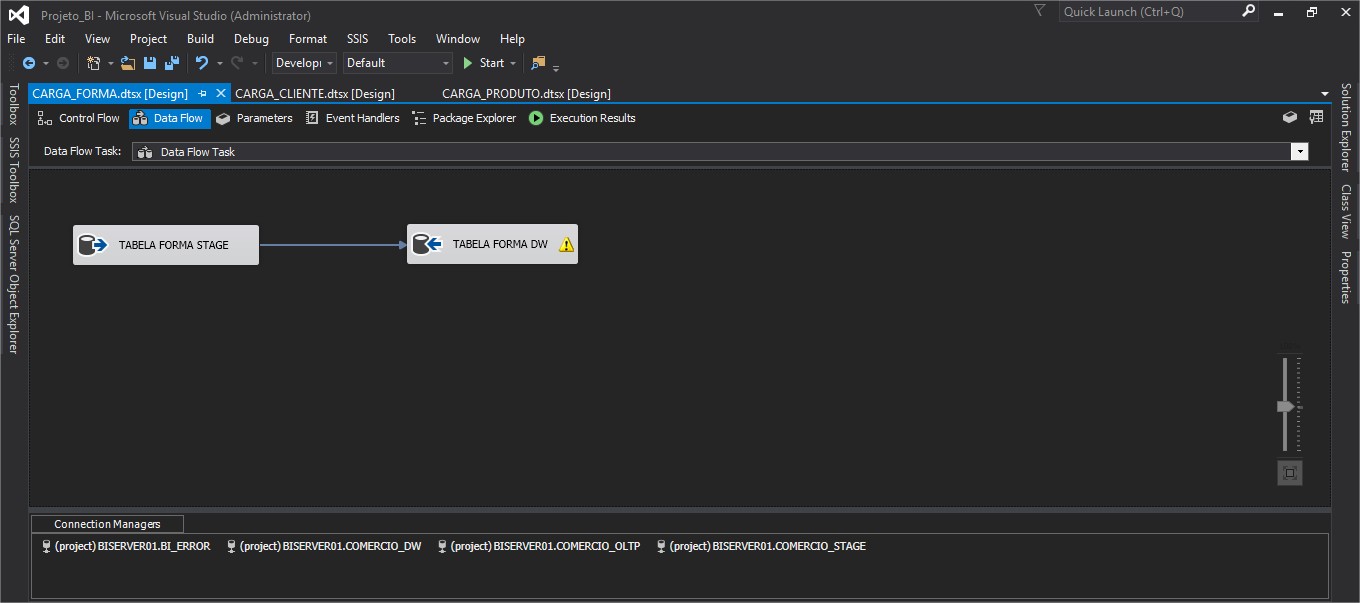 Projeto_BI - Microsoft Visual Studio (Administrator)
Quick Launch (Ctrl+Q)
File Edit View Project Build Debug Format SSIS Tools Window Help
Developı Default Start
CARGA_FORMA.dtsx [Design] CARGA_CLIENTE.dtsx [Design] CARGA_PRODUTO.dtsx [Design]
Control Flow Data Flow Parameters Event Handlers Package Explorer Execution Results
Data Flow Task: Data Flow Task
Toolbox
SSIS Toolbox
SQL Server Object Explorer
TABELA FORMA STAGE
TABELA FORMA DW
Solution Explorer
Class View
Properties
Connection Managers
(project) BISERVER01.BI_ERROR (project) BISERVER01.COMERCIO_DW (project) BISERVER01.COMERCIO_OLTP (project) BISERVER01.COMERCIO_STAGE